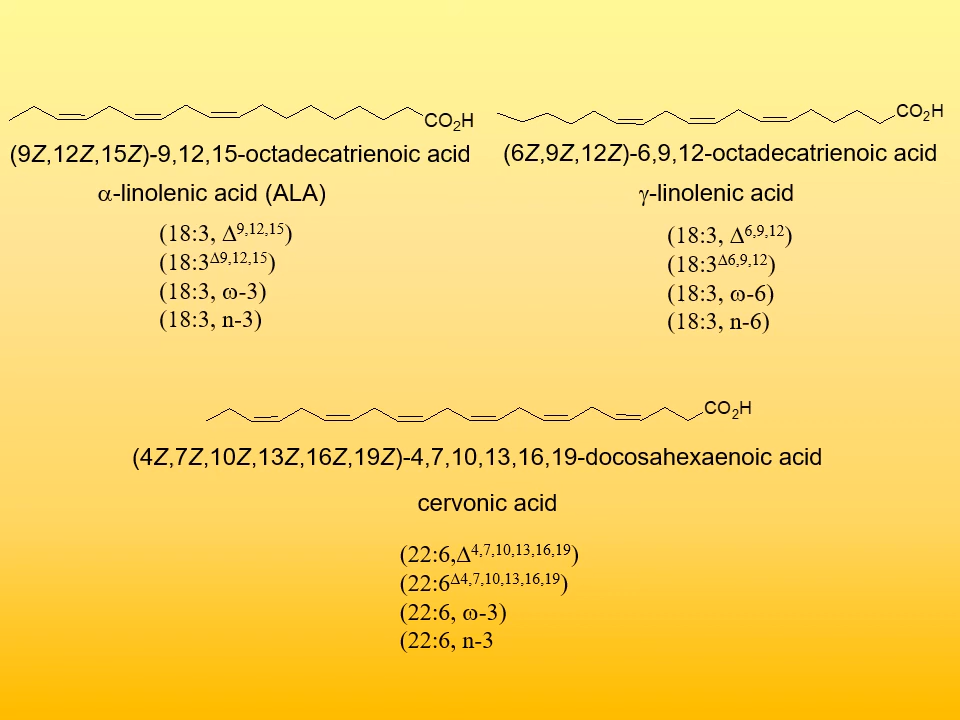 CO₂H
(9Z,12Z,15Z)-9,12,15-octadecatrienoic acid
α-linolenic acid (ALA)
(18:3, Δ⁹,¹²,¹⁵)
(18:3Δ⁹,¹²,¹⁵)
(18:3, ω-3)
(18:3, n-3)
CO₂H
(6Z,9Z,12Z)-6,9,12-octadecatrienoic acid
γ-linolenic acid
(18:3, Δ⁶,⁹,¹²)
(18:3Δ⁶,⁹,¹²)
(18:3, ω-6)
(18:3, n-6)
CO₂H
(4Z,7Z,10Z,13Z,16Z,19Z)-4,7,10,13,16,19-docosahexaenoic acid
cervonic acid
(22:6,Δ⁴,⁷,¹⁰,¹³,¹⁶,¹⁹)
(22:6Δ⁴,⁷,¹⁰,¹³,¹⁶,¹⁹)
(22:6, ω-3)
(22:6, n-3